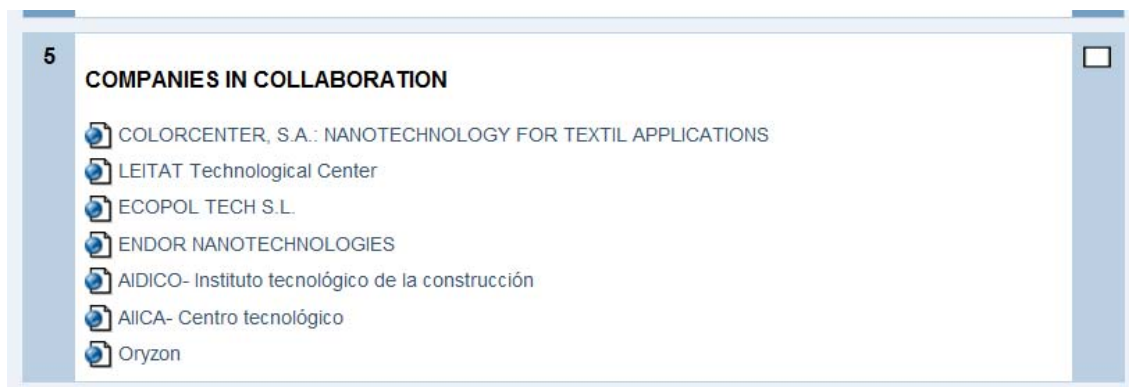 5
COMPANIES IN COLLABORATION
COLORCENTER, S.A.: NANOTECHNOLOGY FOR TEXTIL APPLICATIONS
LEITAT Technological Center
ECOPOL TECH S.L.
ENDOR NANOTECHNOLOGIES
AIDICO- Instituto tecnológico de la construcción
AIICA- Centro tecnológico
Oryzon